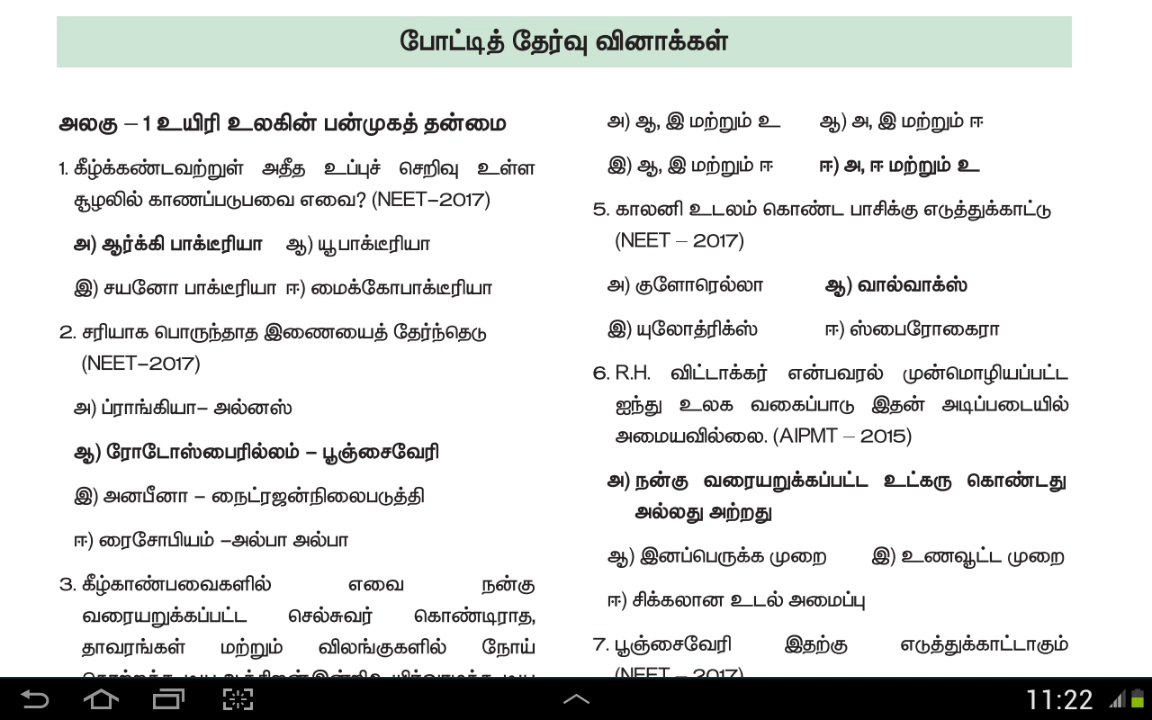 போட்டித் தேர்வு வினாக்கள்
அலகு – 1 உயிரி உலகின் பன்முகத் தன்மை
1. கீழ்க்கண்டவற்றுள் அதீத உப்புச் செறிவு உள்ள
சூழலில் காணப்படுபவை எவை? (NEET–2017)
அ) ஆர்க்கி பாக்டீரியா ஆ) யூபாக்டீரியா
இ) சயனோ பாக்டீரியா ஈ) மைக்கோபாக்டீரியா
2. சரியாக பொருந்தாத இணையைத் தேர்ந்தெடு
(NEET–2017)
அ) ப்ராங்கியா– அல்னஸ்
ஆ) ரோடோஸ்பைரில்லம் – பூஞ்சைவேரி
இ) அனபீனா – நைட்ரஜன்நிலைபடுத்தி
ஈ) ரைசோபியம் –அல்பா அல்பா
3. கீழ்காண்பவைகளில் எவை நன்கு
வரையறுக்கப்பட்ட செல்சுவர் கொண்டிராத,
தாவரங்கள் மற்றும் விலங்குகளில் நோய்
அ) ஆ, இ மற்றும் உ ஆ) அ, இ மற்றும் ஈ
இ) ஆ, இ மற்றும் ஈ ஈ) அ, ஈ மற்றும் உ
5. காலனி உடலம் கொண்ட பாசிக்கு எடுத்துக்காட்டு
(NEET – 2017)
அ) குளோரெல்லா ஆ) வால்வாக்ஸ்
இ) யுலோத்ரிக்ஸ் ஈ) ஸ்பைரோகைரா
6. R.H. விட்டாக்கர் என்பவரல் முன்மொழியப்பட்ட
ஐந்து உலக வகைப்பாடு இதன் அடிப்படையில்
அமையவில்லை. (AIPMT – 2015)
அ) நன்கு வரையறுக்கப்பட்ட உட்கரு கொண்டது
அல்லது அற்றது
ஆ) இனப்பெருக்க முறை இ) உணவூட்ட முறை
ஈ) சிக்கலான உடல் அமைப்பு
7. பூஞ்சைவேரி இதற்கு எடுத்துக்காட்டாகும்
(NEET – 2017)
11:22